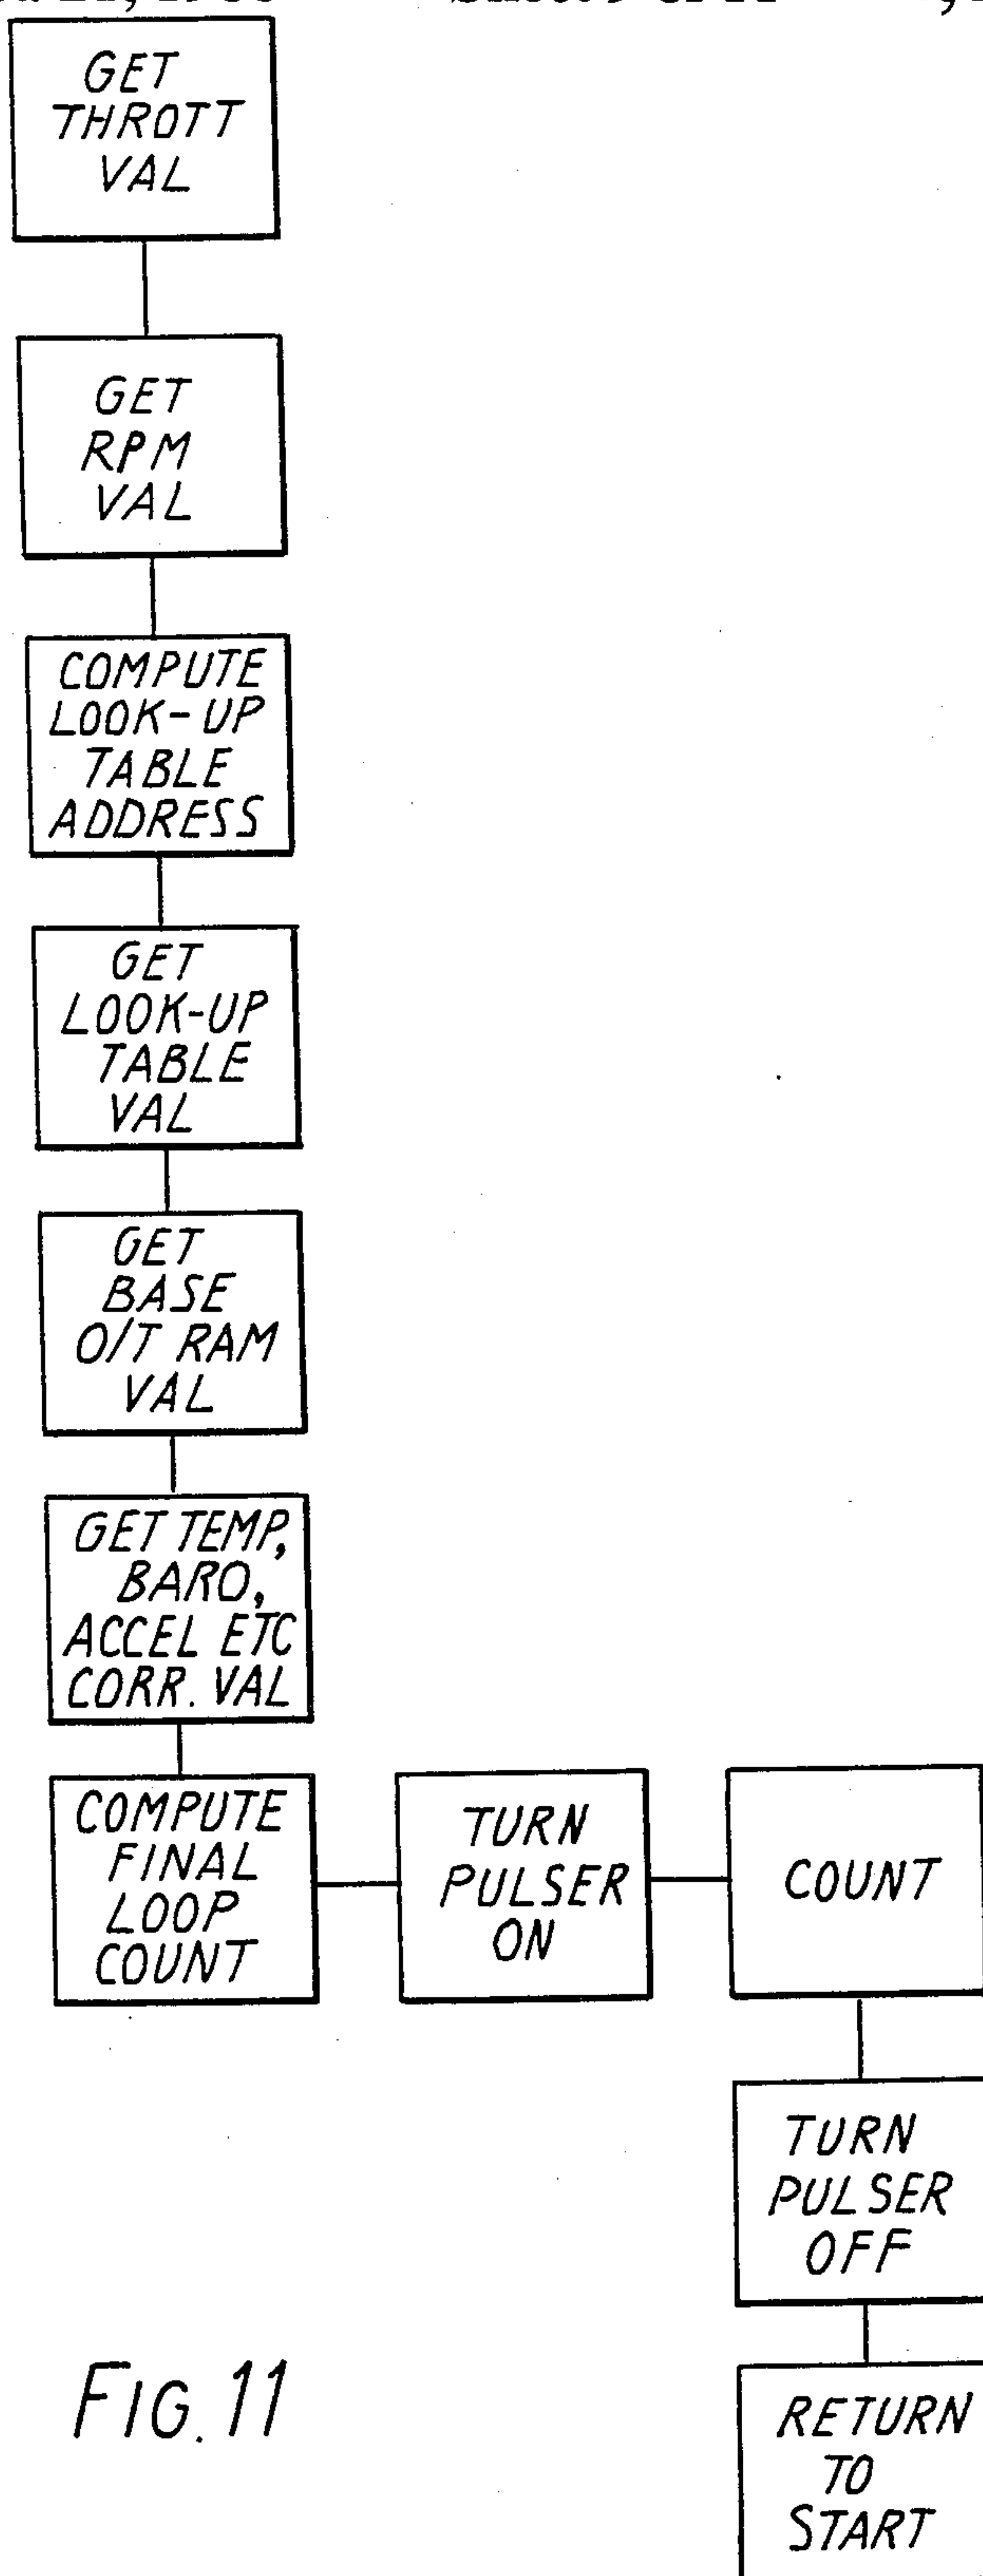 GET
THROTT
VAL
GET
RPM
VAL
COMPUTE
LOOK-UP
TABLE
ADDRESS
GET
LOOK-UP
TABLE
VAL
GET
BASE
O/T RAM
VAL
GET TEMP,
BARO,
ACCEL ETC
CORR. VAL
COMPUTE
FINAL
LOOP
COUNT
TURN
PULSER
ON
COUNT
TURN
PULSER
OFF
RETURN
TO
START
FIG. 11